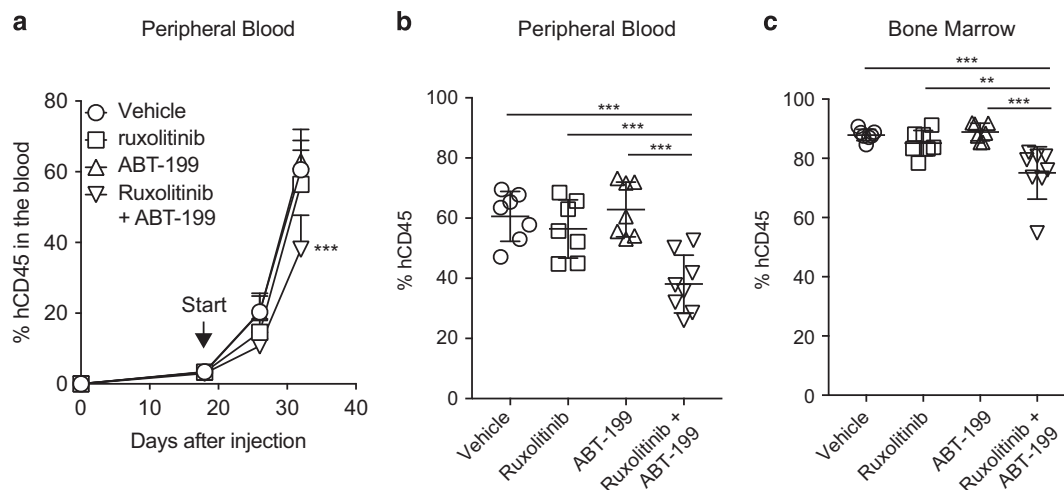 a
Peripheral Blood
% hCD45 in the blood
80
60
40
20
0
Vehicle
ruxolitinib
ABT-199
Ruxolitinib
+ ABT-199
***
Start
0
10
20
30
40
Days after injection
b
Peripheral Blood
% hCD45
100
80
60
40
20
0
***
***
***
Vehicle
Ruxolitinib
ABT-199
Ruxolitinib +
ABT-199
c
Bone Marrow
% hCD45
100
80
60
40
20
0
***
**
***
Vehicle
Ruxolitinib
ABT-199
Ruxolitinib +
ABT-199